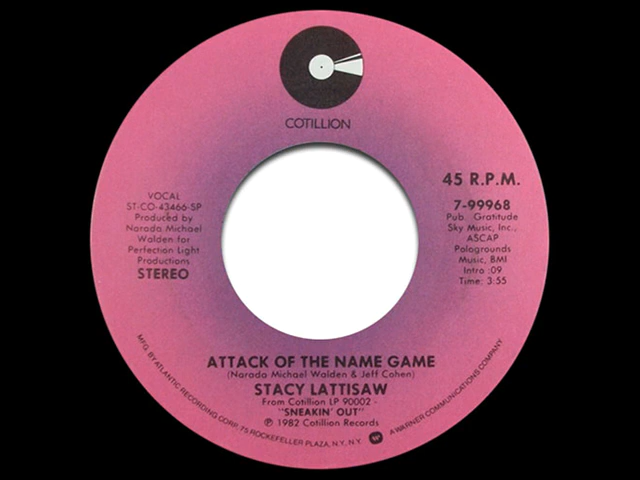 COTILLION
VOCAL
ST-CO-43466-SP
Produced by
Narada Michael
Walden for
Perfection Light
Productions
STEREO
45 R.P.M.
7-99968
Pub. Gratitude
Sky Music, Inc.,
ASCAP
Pologrounds
Music, BMI
Intro :09
Time: 3:55
ATTACK OF THE NAME GAME
(Narada Michael Walden & Jeff Cohen)
STACY LATTISAW
From Cotillion LP 90002 -
"SNEAKIN' OUT"
℗ 1982 Cotillion Records
MFG. BY ATLANTIC RECORDING CORP. 75 ROCKEFELLER PLAZA, N.Y. N.Y. A WARNER COMMUNICATIONS COMPANY